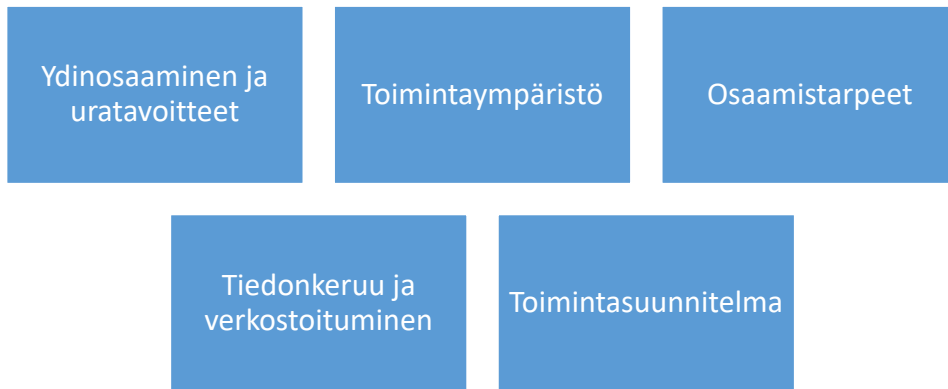 Ydinosaaminen ja
uratavoitteet
Toimintaympäristö
Osaamistarpeet
Tiedonkeruu ja
verkostoituminen
Toimintasuunnitelma